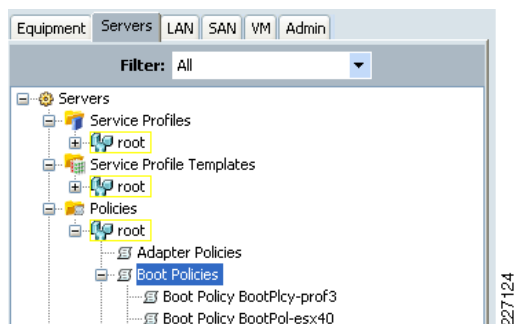 Equipment Servers LAN SAN VM Admin
Filter: All
Servers
Service Profiles
root
Service Profile Templates
root
Policies
root
Adapter Policies
Boot Policies
Boot Policy BootPlcy-prof3
Boot Policy BootPol-esx40
227124